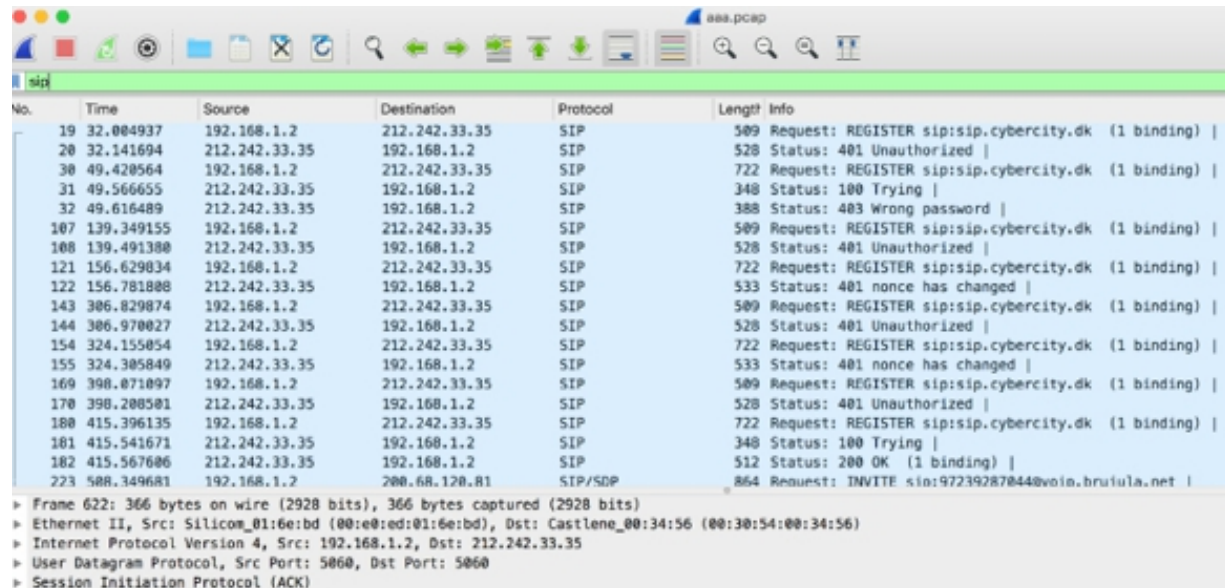 aaa.pcap
sip
No. Time Source Destination Protocol Length Info
19 32.004937 192.168.1.2 212.242.33.35 SIP 509 Request: REGISTER sip:sip.cybercity.dk (1 binding) |
20 32.141694 212.242.33.35 192.168.1.2 SIP 528 Status: 401 Unauthorized |
30 49.420564 192.168.1.2 212.242.33.35 SIP 722 Request: REGISTER sip:sip.cybercity.dk (1 binding) |
31 49.566655 212.242.33.35 192.168.1.2 SIP 348 Status: 100 Trying |
32 49.616489 212.242.33.35 192.168.1.2 SIP 388 Status: 403 Wrong password |
107 139.349155 192.168.1.2 212.242.33.35 SIP 509 Request: REGISTER sip:sip.cybercity.dk (1 binding) |
108 139.491380 212.242.33.35 192.168.1.2 SIP 528 Status: 401 Unauthorized |
121 156.629834 192.168.1.2 212.242.33.35 SIP 722 Request: REGISTER sip:sip.cybercity.dk (1 binding) |
122 156.781808 212.242.33.35 192.168.1.2 SIP 533 Status: 401 nonce has changed |
143 306.829874 192.168.1.2 212.242.33.35 SIP 509 Request: REGISTER sip:sip.cybercity.dk (1 binding) |
144 306.970027 212.242.33.35 192.168.1.2 SIP 528 Status: 401 Unauthorized |
154 324.155054 192.168.1.2 212.242.33.35 SIP 722 Request: REGISTER sip:sip.cybercity.dk (1 binding) |
155 324.305849 212.242.33.35 192.168.1.2 SIP 533 Status: 401 nonce has changed |
169 398.071097 192.168.1.2 212.242.33.35 SIP 509 Request: REGISTER sip:sip.cybercity.dk (1 binding) |
170 398.208501 212.242.33.35 192.168.1.2 SIP 528 Status: 401 Unauthorized |
180 415.396135 192.168.1.2 212.242.33.35 SIP 722 Request: REGISTER sip:sip.cybercity.dk (1 binding) |
181 415.541671 212.242.33.35 192.168.1.2 SIP 348 Status: 100 Trying |
182 415.567606 212.242.33.35 192.168.1.2 SIP 512 Status: 200 OK (1 binding) |
223 508.349681 192.168.1.2 200.68.120.81 SIP/SDP 864 Request: INVITE sip:97239287044@voip.brujula.net |
Frame 622: 366 bytes on wire (2928 bits), 366 bytes captured (2928 bits)
Ethernet II, Src: Silicom_01:6e:bd (00:e0:ed:01:6e:bd), Dst: Castlene_00:34:56 (00:30:54:00:34:56)
Internet Protocol Version 4, Src: 192.168.1.2, Dst: 212.242.33.35
User Datagram Protocol, Src Port: 5060, Dst Port: 5060
Session Initiation Protocol (ACK)